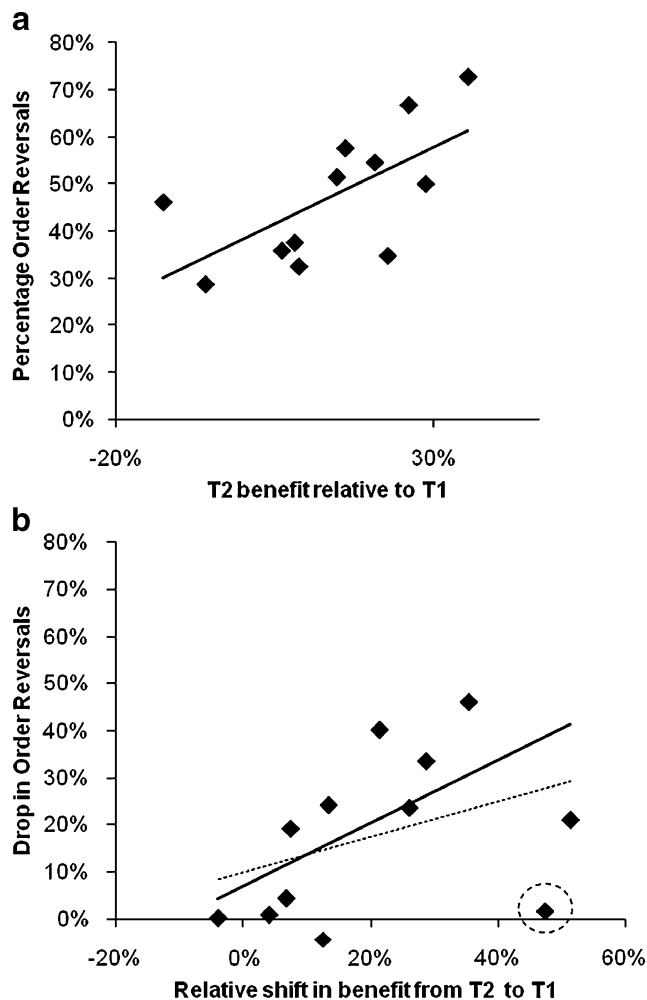 a
80%
70%
60%
50%
40%
30%
20%
10%
0%
Percentage Order Reversals
-20% 30%
T2 benefit relative to T1
b
80%
70%
60%
50%
40%
30%
20%
10%
0%
Drop in Order Reversals
-20% 0% 20% 40% 60%
Relative shift in benefit from T2 to T1